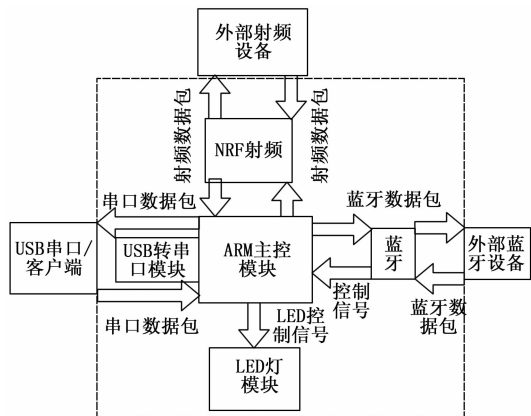 外部射频
设备
射频数据包
射频数据包
NRF射频
串口数据包
蓝牙数据包
USB串口/
客户端
USB转串
口模块
ARM主控
模块
蓝
牙
外部蓝
牙设备
串口数据包
LED控
制信号
控制
信号
蓝牙数
据包
LED灯
模块